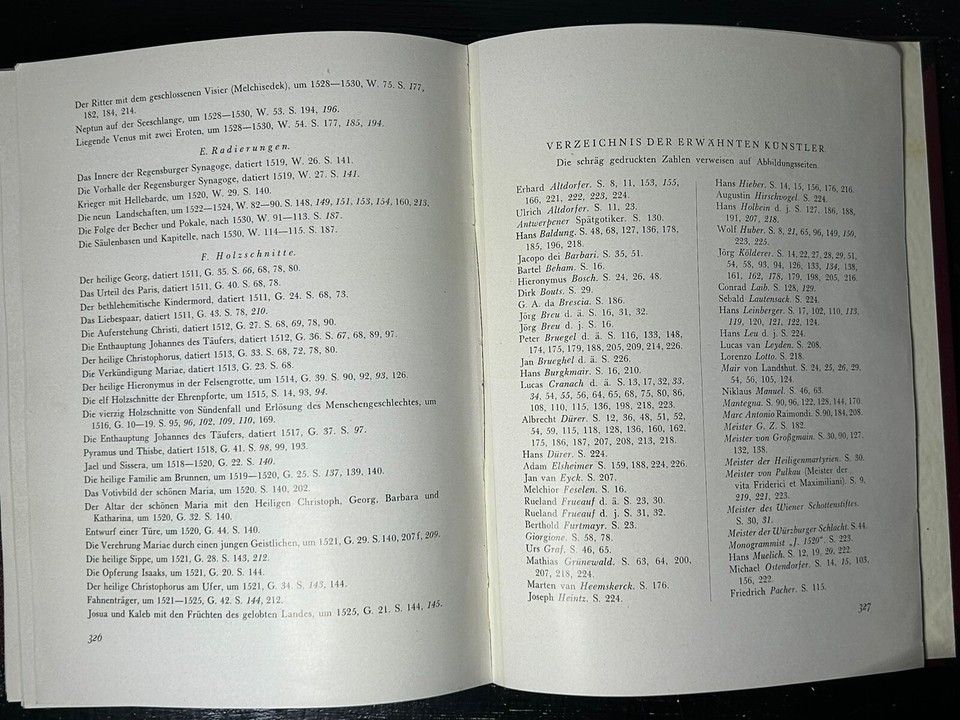 Der Ritter mit dem geschlossenen Visier (Melchisedek), um 1528—1530, W. 75. S. 177,
182, 184, 214.
Neptun auf der Seeschlange, um 1528—1530, W. 53. S. 194, 196.
Liegende Venus mit zwei Eroten, um 1528—1530, W. 54. S. 177, 185, 194.
E. Radierungen.
Das Innere der Regensburger Synagoge, datiert 1519, W. 26. S. 141.
Die Vorhalle der Regensburger Synagoge, datiert 1519, W. 27. S. 141.
Krieger mit Hellebarde, um 1520, W. 29. S. 140.
Die neun Landschaften, um 1522—1524, W. 82—90. S. 148, 149, 151, 153, 154, 160, 213.
Die Folge der Becher und Pokale, nach 1530, W. 91—113. S. 187.
Die Säulenbasen und Kapitelle, nach 1530, W. 114—115. S. 187.
F. Holzschnitte.
Der heilige Georg, datiert 1511, G. 35. S. 66, 68, 78, 80.
Das Urteil des Paris, datiert 1511, G. 40. S. 68, 78.
Der bethlehemitische Kindermord, datiert 1511, G. 24. S. 68, 73.
Das Liebespaar, datiert 1511, G. 43. S. 78, 210.
Die Auferstehung Christi, datiert 1512, G. 27. S. 68, 69, 78, 90.
Die Enthauptung Johannes des Täufers, datiert 1512, G. 36. S. 67, 68, 89, 97.
Der heilige Christophorus, datiert 1513, G. 33. S. 68, 72, 78, 80.
Die Verkündigung Mariae, datiert 1513, G. 23. S. 68.
Der heilige Hieronymus in der Felsengrotte, um 1514, G. 39. S. 90, 92, 93, 126.
Die elf Holzschnitte der Ehrenpforte, um 1515, S. 14, 93, 94.
Die vierzig Holzschnitte von Sündenfall und Erlösung des Menschengeschlechtes, um
1516, G. 10—19. S. 95, 96, 102, 109, 110, 169.
Die Enthauptung Johannes des Täufers, datiert 1517, G. 37. S. 97.
Pyramus und Thisbe, datiert 1518, G. 41. S. 98, 99, 193.
Jael und Sissera, um 1518—1520, G. 22. S. 140.
Die heilige Familie am Brunnen, um 1519—1520, G. 25. S. 137, 139, 140.
Das Votivbild der schönen Maria, um 1520. S. 140, 202.
Der Altar der schönen Maria mit den Heiligen Christoph, Georg, Barbara und
Katharina, um 1520, G. 32. S. 140.
Entwurf einer Türe, um 1520, G. 44. S. 140.
Die Verehrung Mariae durch einen jungen Geistlichen, um 1521, G. 29. S. 140, 207 f, 209.
Die heilige Sippe, um 1521, G. 28. S. 143, 212.
Die Opferung Isaaks, um 1521, G. 20. S. 144.
Der heilige Christophorus am Ufer, um 1521, G. 34. S. 143, 144.
Fahnenträger, um 1521—1525, G. 42. S. 144, 212.
Josua und Kaleb mit den Früchten des gelobten Landes, um 1525, G. 21. S. 144, 145.
326
VERZEICHNIS DER ERWÄHNTEN KÜNSTLER
Die schräg gedruckten Zahlen verweisen auf Abbildungsseiten
Erhard Altdorfer. S. 8, 11, 153, 155,
166, 221, 222, 223, 224.
Ulrich Altdorfer. S. 11, 23.
Antwerpener Spätgotiker. S. 130.
Hans Baldung. S. 48, 68, 127, 136, 178,
185, 196, 218.
Jacopo dei Barbari. S. 35, 51.
Bartel Beham. S. 16.
Hieronymus Bosch. S. 24, 26, 48.
Dirk Bouts. S. 29.
G. A. da Brescia. S. 186.
Jörg Breu d. ä. S. 16, 31, 32.
Jörg Breu d. j. S. 16.
Peter Bruegel d. ä. S. 116, 133, 148,
174, 175, 179, 188, 205, 209, 214, 226.
Jan Brueghel d. ä. S. 226.
Hans Burgkmair. S. 16, 210.
Lucas Cranach d. ä. S. 13, 17, 32, 33,
34, 54, 55, 56, 64, 65, 68, 75, 80, 86,
108, 110, 115, 136, 198, 218, 223.
Albrecht Dürer. S. 12, 36, 48, 51, 52,
54, 59, 115, 118, 128, 136, 160, 162,
175, 186, 187, 207, 208, 213, 218.
Hans Dürer. S. 224.
Adam Elsheimer S. 159, 188, 224, 226.
Jan van Eyck. S. 207.
Melchior Feselen. S. 16.
Rueland Frueauf d. ä. S. 23, 30.
Rueland Frueauf d. j. S. 31, 32.
Berthold Furtmayr. S. 23.
Giorgione. S. 58, 78.
Urs Graf. S. 46, 65.
Mathias Grünewald. S. 63, 64, 200,
207, 218, 224.
Marten van Heemskerck. S. 176.
Joseph Heintz. S. 224.
Hans Hieber. S. 14, 15, 156, 176, 216.
Augustin Hirschvogel. S. 224.
Hans Holbein d. j. S. 127, 186, 188,
191, 207, 218.
Wolf Huber. S. 8, 21, 65, 96, 149, 150,
223, 225.
Jörg Kölderer. S. 14, 22, 27, 28, 29, 51,
54, 58, 93, 94, 126, 133, 134, 138,
161, 162, 178, 179, 198, 205, 216.
Conrad Laib. S. 128, 129.
Sebald Lautensack. S. 224.
Hans Leinberger. S. 17, 102, 110, 113,
119, 120, 121, 122, 124.
Hans Leu d. j. S. 224.
Lucas van Leyden. S. 208.
Lorenzo Lotto. S. 218.
Mair von Landshut. S. 24, 25, 26, 29,
54, 56, 105, 124.
Niklaus Manuel. S. 46, 63.
Mantegna. S. 90, 96, 122, 128, 144, 170.
Marc Antonio Raimondi. S. 90, 184, 208.
Meister G. Z. S. 182.
Meister von Großgmain. S. 30, 90, 127,
132, 138.
Meister der Heiligenmartyrien. S. 30.
Meister von Pulkau (Meister der
vita Friderici et Maximiliani). S. 9,
219, 221, 223.
Meister des Wiener Schottenstiftes.
S. 30, 31.
Meister der Würzburger Schlacht. S. 44.
Monogrammist „J. 1520“. S. 223.
Hans Muelich. S. 12, 19, 20, 222.
Michael Ostendorfer. S. 14, 15, 103,
156, 222.
Friedrich Pacher. S. 115.
327